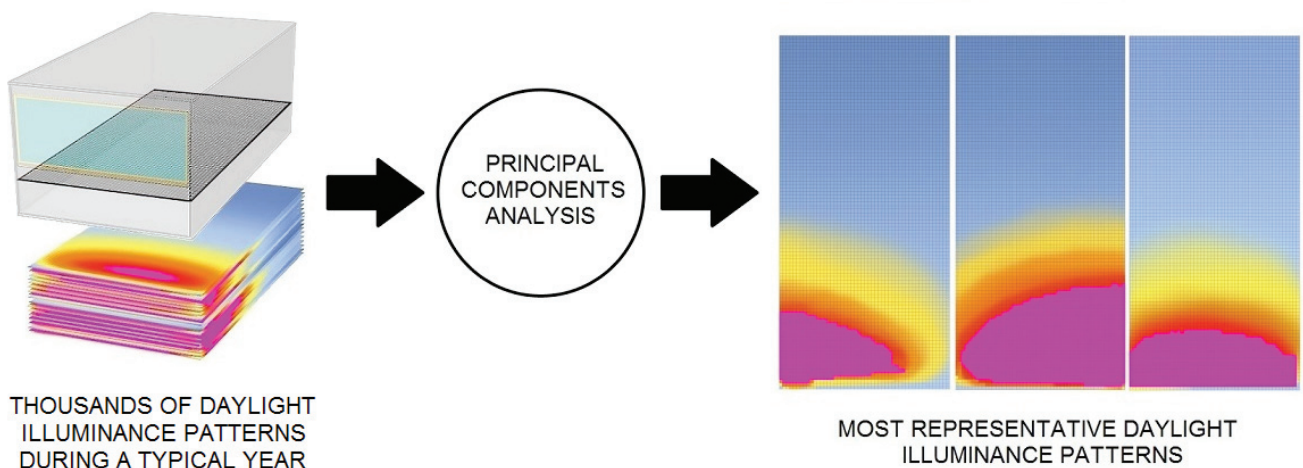 THOUSANDS OF DAYLIGHT
ILLUMINANCE PATTERNS
DURING A TYPICAL YEAR
PRINCIPAL
COMPONENTS
ANALYSIS
MOST REPRESENTATIVE DAYLIGHT
ILLUMINANCE PATTERNS